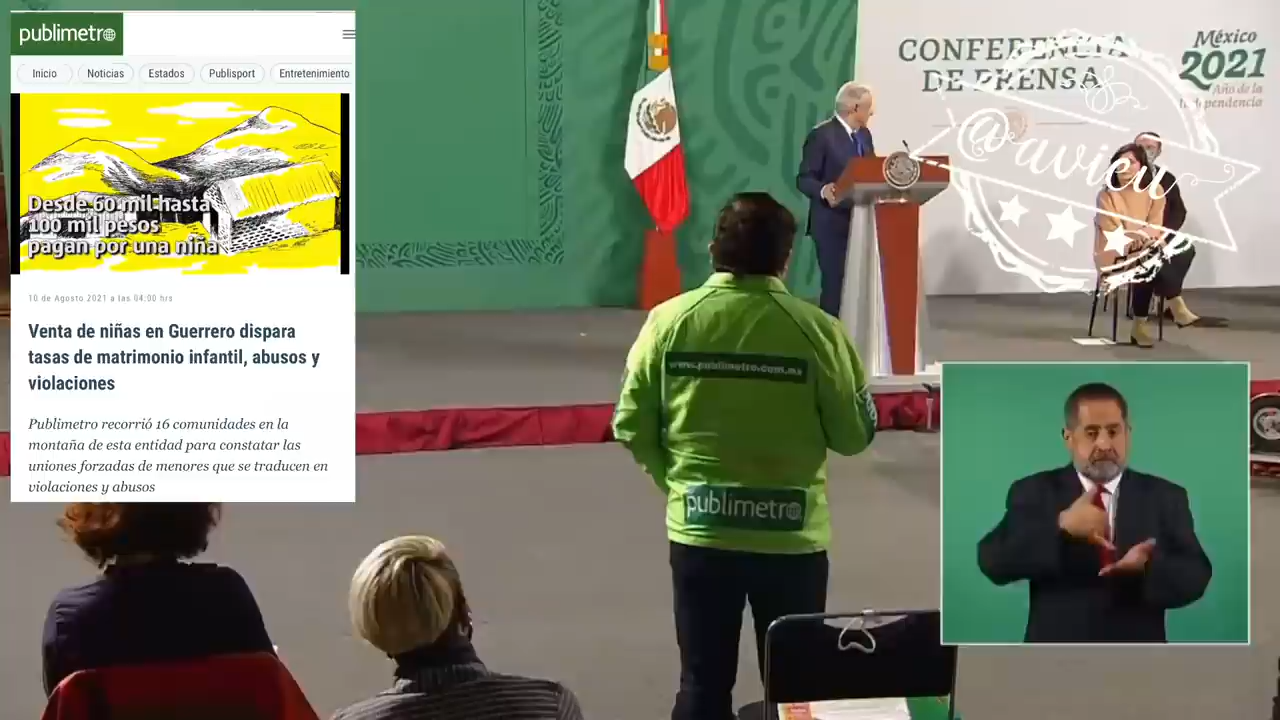 publimetro
Inicio
Noticias
Estados
Publisport
Entretenimiento
Desde 60 mil hasta
100 mil pesos
pagan por una niña
10 de Agosto 2021 a las 04:00 hrs
Venta de niñas en Guerrero dispara
tasas de matrimonio infantil, abusos y
violaciones
Publimetro recorrió 16 comunidades en la
montaña de esta entidad para constatar las
uniones forzadas de menores que se traducen en
violaciones y abusos
CONFERENCIA
DE PRENSA
México
2021
Año de la
Independencia
@avicu
www.publimetro.com.mx
publimetro